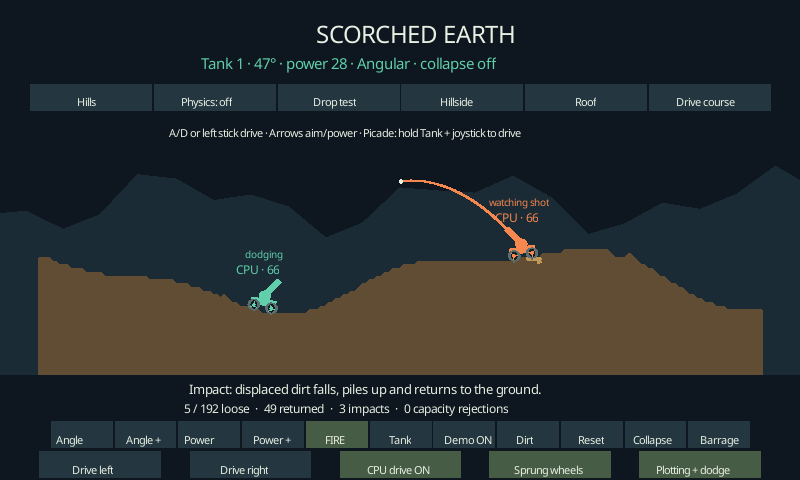 SCORCHED EARTH
Tank 1 · 47° · power 28 · Angular · collapse off
Hills Physics: off Drop test Hillside Roof Drive course
A/D or left stick drive · Arrows aim/power · Picade: hold Tank + joystick to drive
watching shot
CPU · 66
dodging
CPU · 66
Impact: displaced dirt falls, piles up and returns to the ground.
5 / 192 loose · 49 returned · 3 impacts · 0 capacity rejections
Angle Angle + Power Power + FIRE Tank Demo ON Dirt Reset Collapse Barrage
Drive left Drive right CPU drive ON Sprung wheels Plotting + dodge